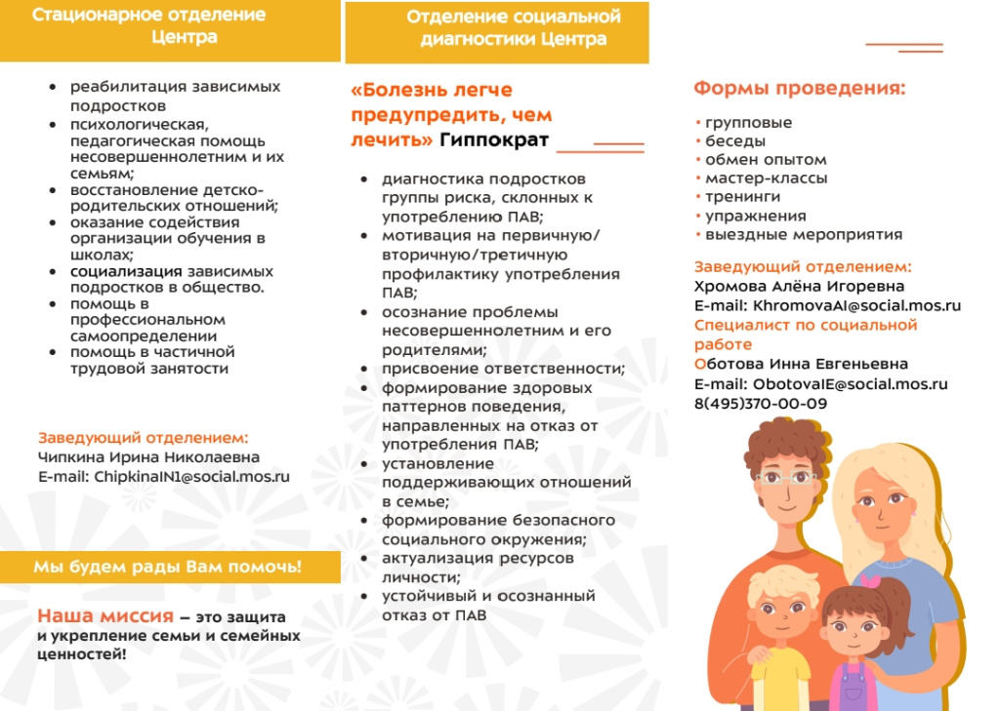 Стационарное отделение
Центра
реабилитация зависимых
подростков
психологическая,
педагогическая помощь
несовершеннолетним и их
семьям;
восстановление детско-
родительских отношений;
оказание содействия
организации обучения в
школах;
социализация зависимых
подростков в общество.
помощь в
профессиональном
самоопределении
помощь в частичной
трудовой занятости
Заведующий отделением:
Чипкина Ирина Николаевна
E-mail: ChipkinaIN1@social.mos.ru
Мы будем рады Вам помочь!
Наша миссия – это защита
и укрепление семьи и семейных
ценностей!
Отделение социальной
диагностики Центра
«Болезнь легче
предупредить, чем
лечить» Гиппократ
диагностика подростков
группы риска, склонных к
употреблению ПАВ;
мотивация на первичную/
вторичную/третичную
профилактику употребления
ПАВ;
осознание проблемы
несовершеннолетним и его
родителями;
присвоение ответственности;
формирование здоровых
паттернов поведения,
направленных на отказ от
употребления ПАВ;
установление
поддерживающих отношений
в семье;
формирование безопасного
социального окружения;
актуализация ресурсов
личности;
устойчивый и осознанный
отказ от ПАВ
Формы проведения:
• групповые
• беседы
• обмен опытом
• мастер-классы
• тренинги
• упражнения
• выездные мероприятия
Заведующий отделением:
Хромова Алёна Игоревна
E-mail: KhromovaAI@social.mos.ru
Специалист по социальной
работе
Оботова Инна Евгеньевна
E-mail: ObotovaIE@social.mos.ru
8(495)370-00-09